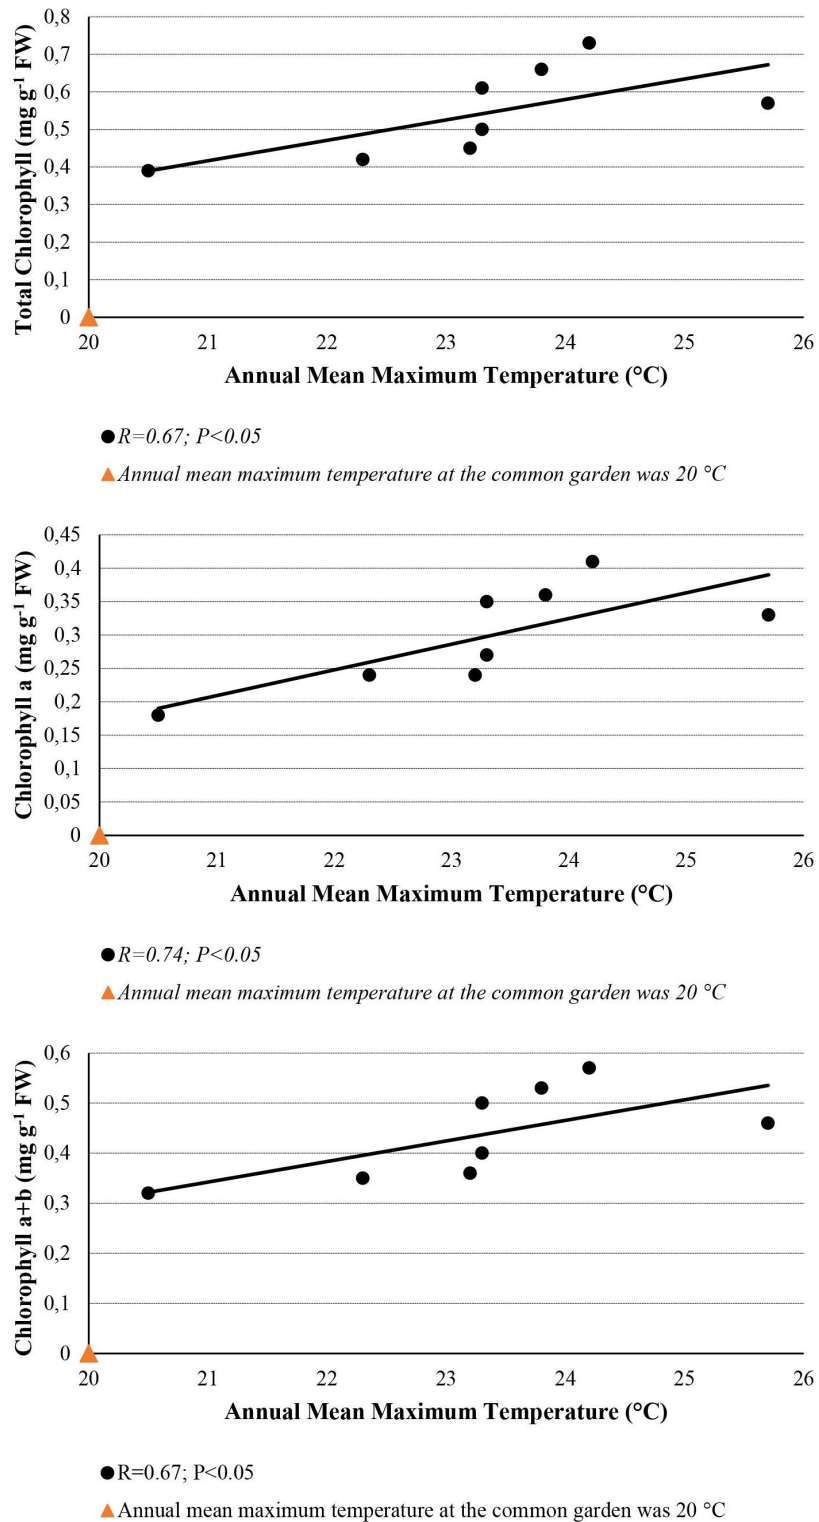 Total Chlorophyll (mg g⁻¹ FW)
0,8
0,7
0,6
0,5
0,4
0,3
0,2
0,1
0
20 21 22 23 24 25 26
Annual Mean Maximum Temperature (°C)
R=0.67; P<0.05
Annual mean maximum temperature at the common garden was 20 °C
Chlorophyll a (mg g⁻¹ FW)
0,45
0,4
0,35
0,3
0,25
0,2
0,15
0,1
0,05
0
20 21 22 23 24 25 26
Annual Mean Maximum Temperature (°C)
R=0.74; P<0.05
Annual mean maximum temperature at the common garden was 20 °C
Chlorophyll a+b (mg g⁻¹ FW)
0,6
0,5
0,4
0,3
0,2
0,1
0
20 21 22 23 24 25 26
Annual Mean Maximum Temperature (°C)
R=0.67; P<0.05
Annual mean maximum temperature at the common garden was 20 °C